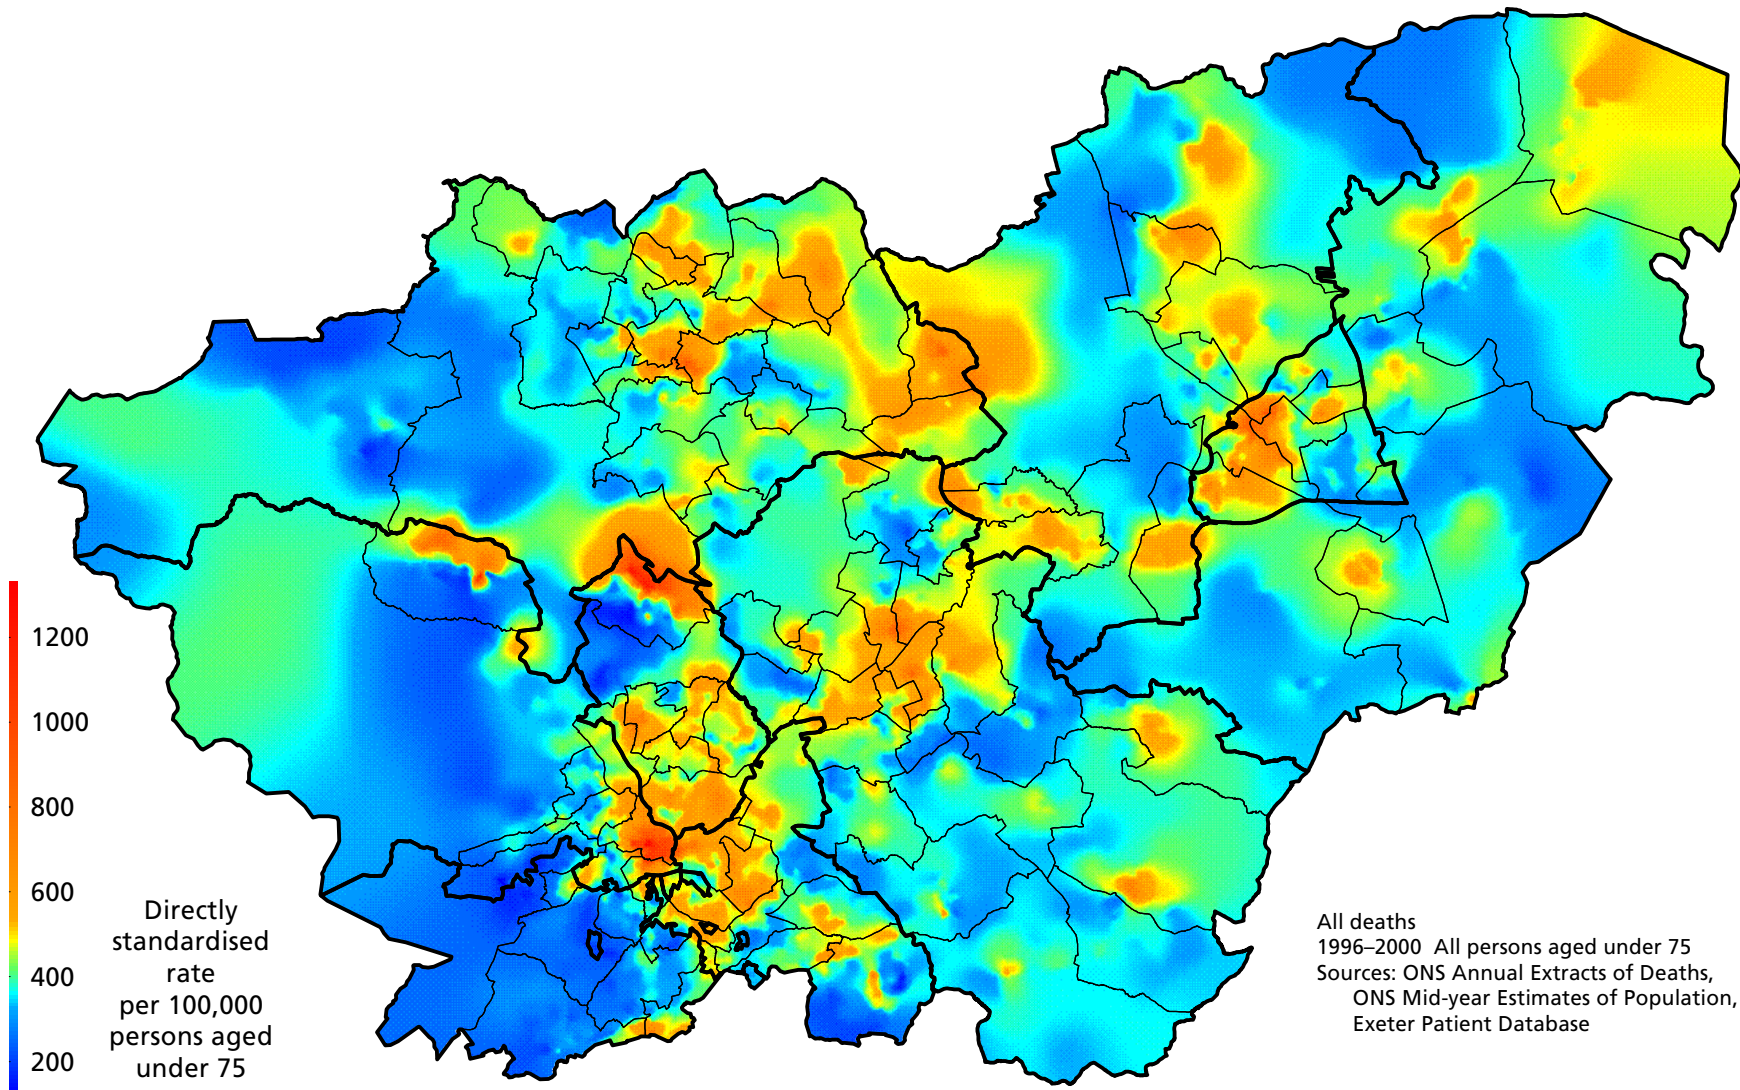 1200
1000
800
600
400
200
Directly
standardised
rate
per 100,000
persons aged
under 75
All deaths
1996–2000 All persons aged under 75
Sources: ONS Annual Extracts of Deaths,
ONS Mid-year Estimates of Population,
Exeter Patient Database